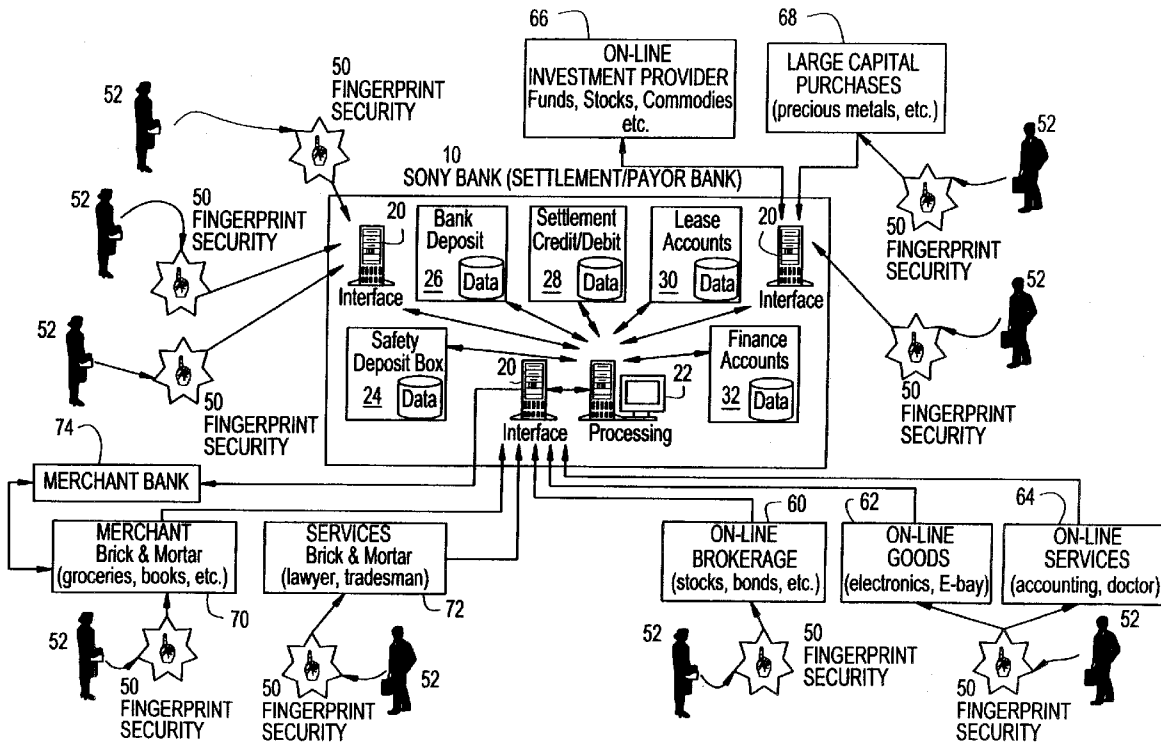 66
ON-LINE
INVESTMENT PROVIDER
Funds, Stocks, Commodies
etc.
68
LARGE CAPITAL
PURCHASES
(precious metals, etc.)
52
50
FINGERPRINT
SECURITY
52
50
FINGERPRINT
SECURITY
52
50
FINGERPRINT
SECURITY
52
50
FINGERPRINT
SECURITY
52
50
FINGERPRINT
SECURITY
10
SONY BANK (SETTLEMENT/PAYOR BANK)
20
Interface
Bank
Deposit
26
Data
Settlement
Credit/Debit
28
Data
Lease
Accounts
30
Data
20
Interface
Safety
Deposit Box
24
Data
20
Interface
22
Processing
Finance
Accounts
32
Data
74
MERCHANT BANK
MERCHANT
Brick & Mortar
(groceries, books, etc.)
70
SERVICES
Brick & Mortar
(lawyer, tradesman)
72
60
ON-LINE
BROKERAGE
(stocks, bonds, etc.)
62
ON-LINE
GOODS
(electronics, E-bay)
64
ON-LINE
SERVICES
(accounting, doctor)
52
50
FINGERPRINT
SECURITY
52
50
FINGERPRINT
SECURITY
52
50
FINGERPRINT
SECURITY
52
50
FINGERPRINT
SECURITY